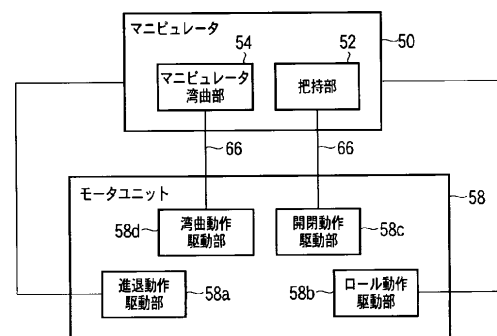 マニピュレータ
54
52
50
マニピュレータ
湾曲部
把持部
66
66
モータユニット
58
58d
湾曲動作
駆動部
開閉動作
駆動部
58c
進退動作
駆動部
58a
58b
ロール動作
駆動部